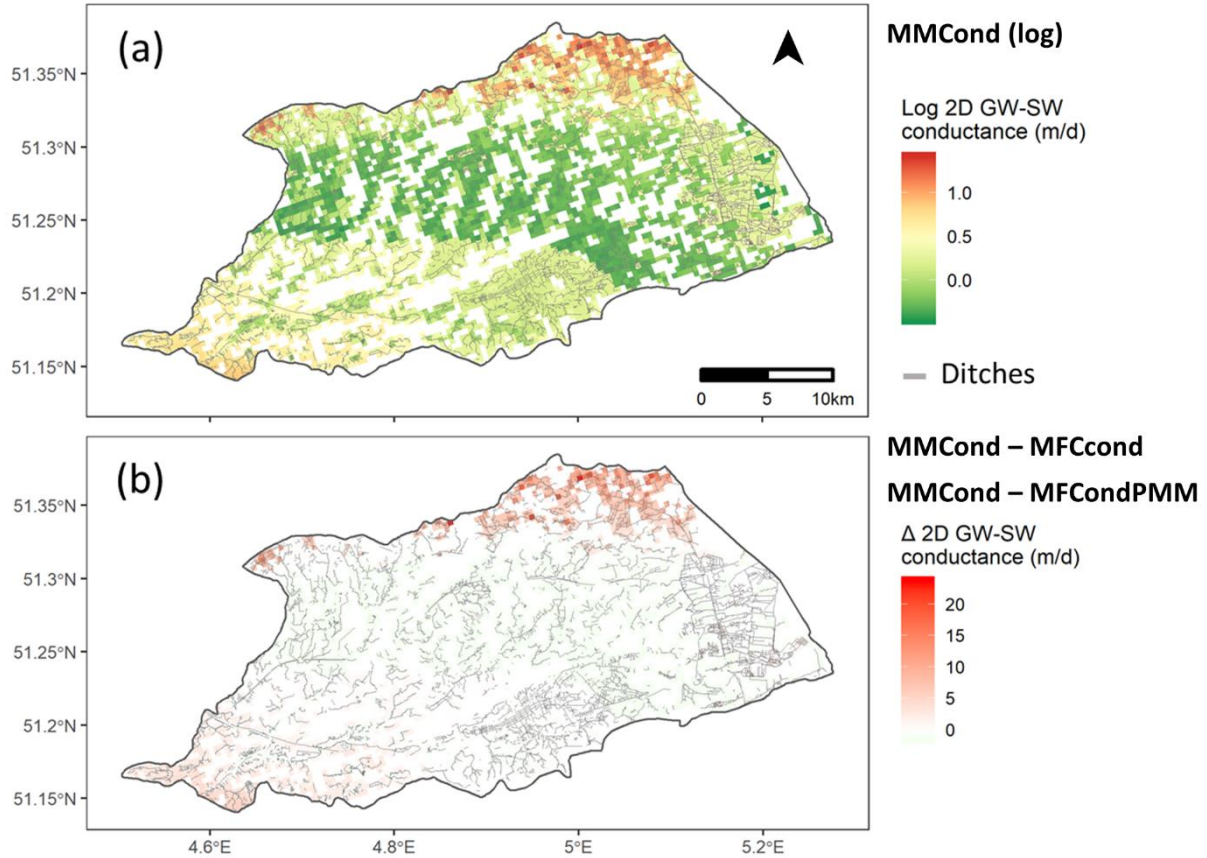 (a)
MMCond (log)
51.35°N
51.3°N
51.25°N
51.2°N
51.15°N
Log 2D GW-SW
conductance (m/d)
1.0
0.5
0.0
Ditches
0 5 10km
(b)
MMCond – MFCcond
MMCond – MFCondPMM
51.35°N
51.3°N
51.25°N
51.2°N
51.15°N
Δ 2D GW-SW
conductance (m/d)
20
15
10
5
0
4.6°E 4.8°E 5°E 5.2°E